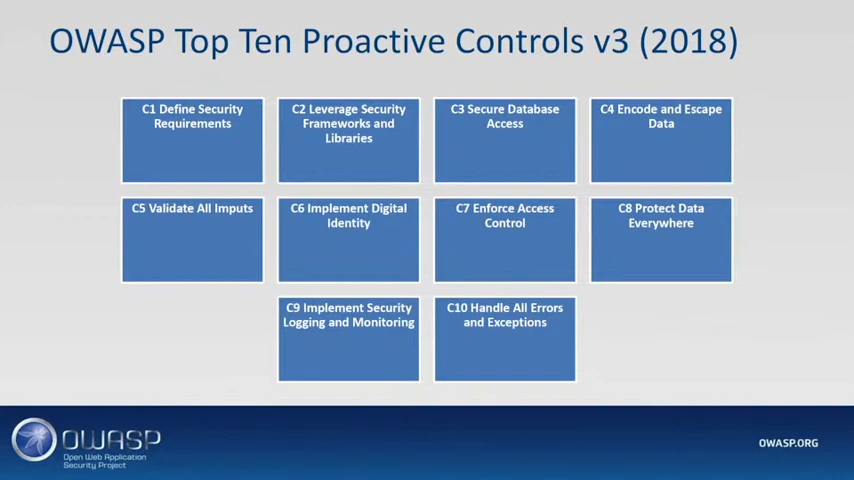 OWASP Top Ten Proactive Controls v3 (2018)
C1 Define Security
Requirements
C2 Leverage Security
Frameworks and
Libraries
C3 Secure Database
Access
C4 Encode and Escape
Data
C5 Validate All Imputs
C6 Implement Digital
Identity
C7 Enforce Access
Control
C8 Protect Data
Everywhere
C9 Implement Security
Logging and Monitoring
C10 Handle All Errors
and Exceptions
OWASP
Open Web Application
Security Project
OWASP.ORG